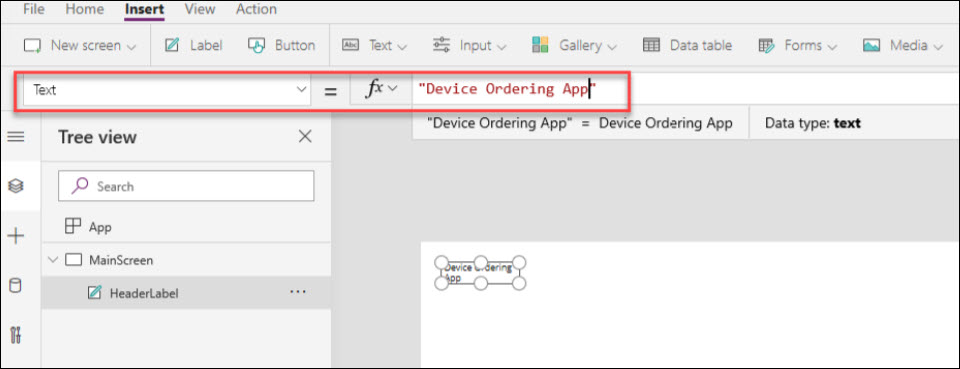 File Home Insert View Action
New screen Label Button Abc Text Input Gallery Data table Forms Media
Text = fx "Device Ordering App"
"Device Ordering App" = Device Ordering App Data type: text
Tree view
Search
App
MainScreen
HeaderLabel
Device Ordering
App